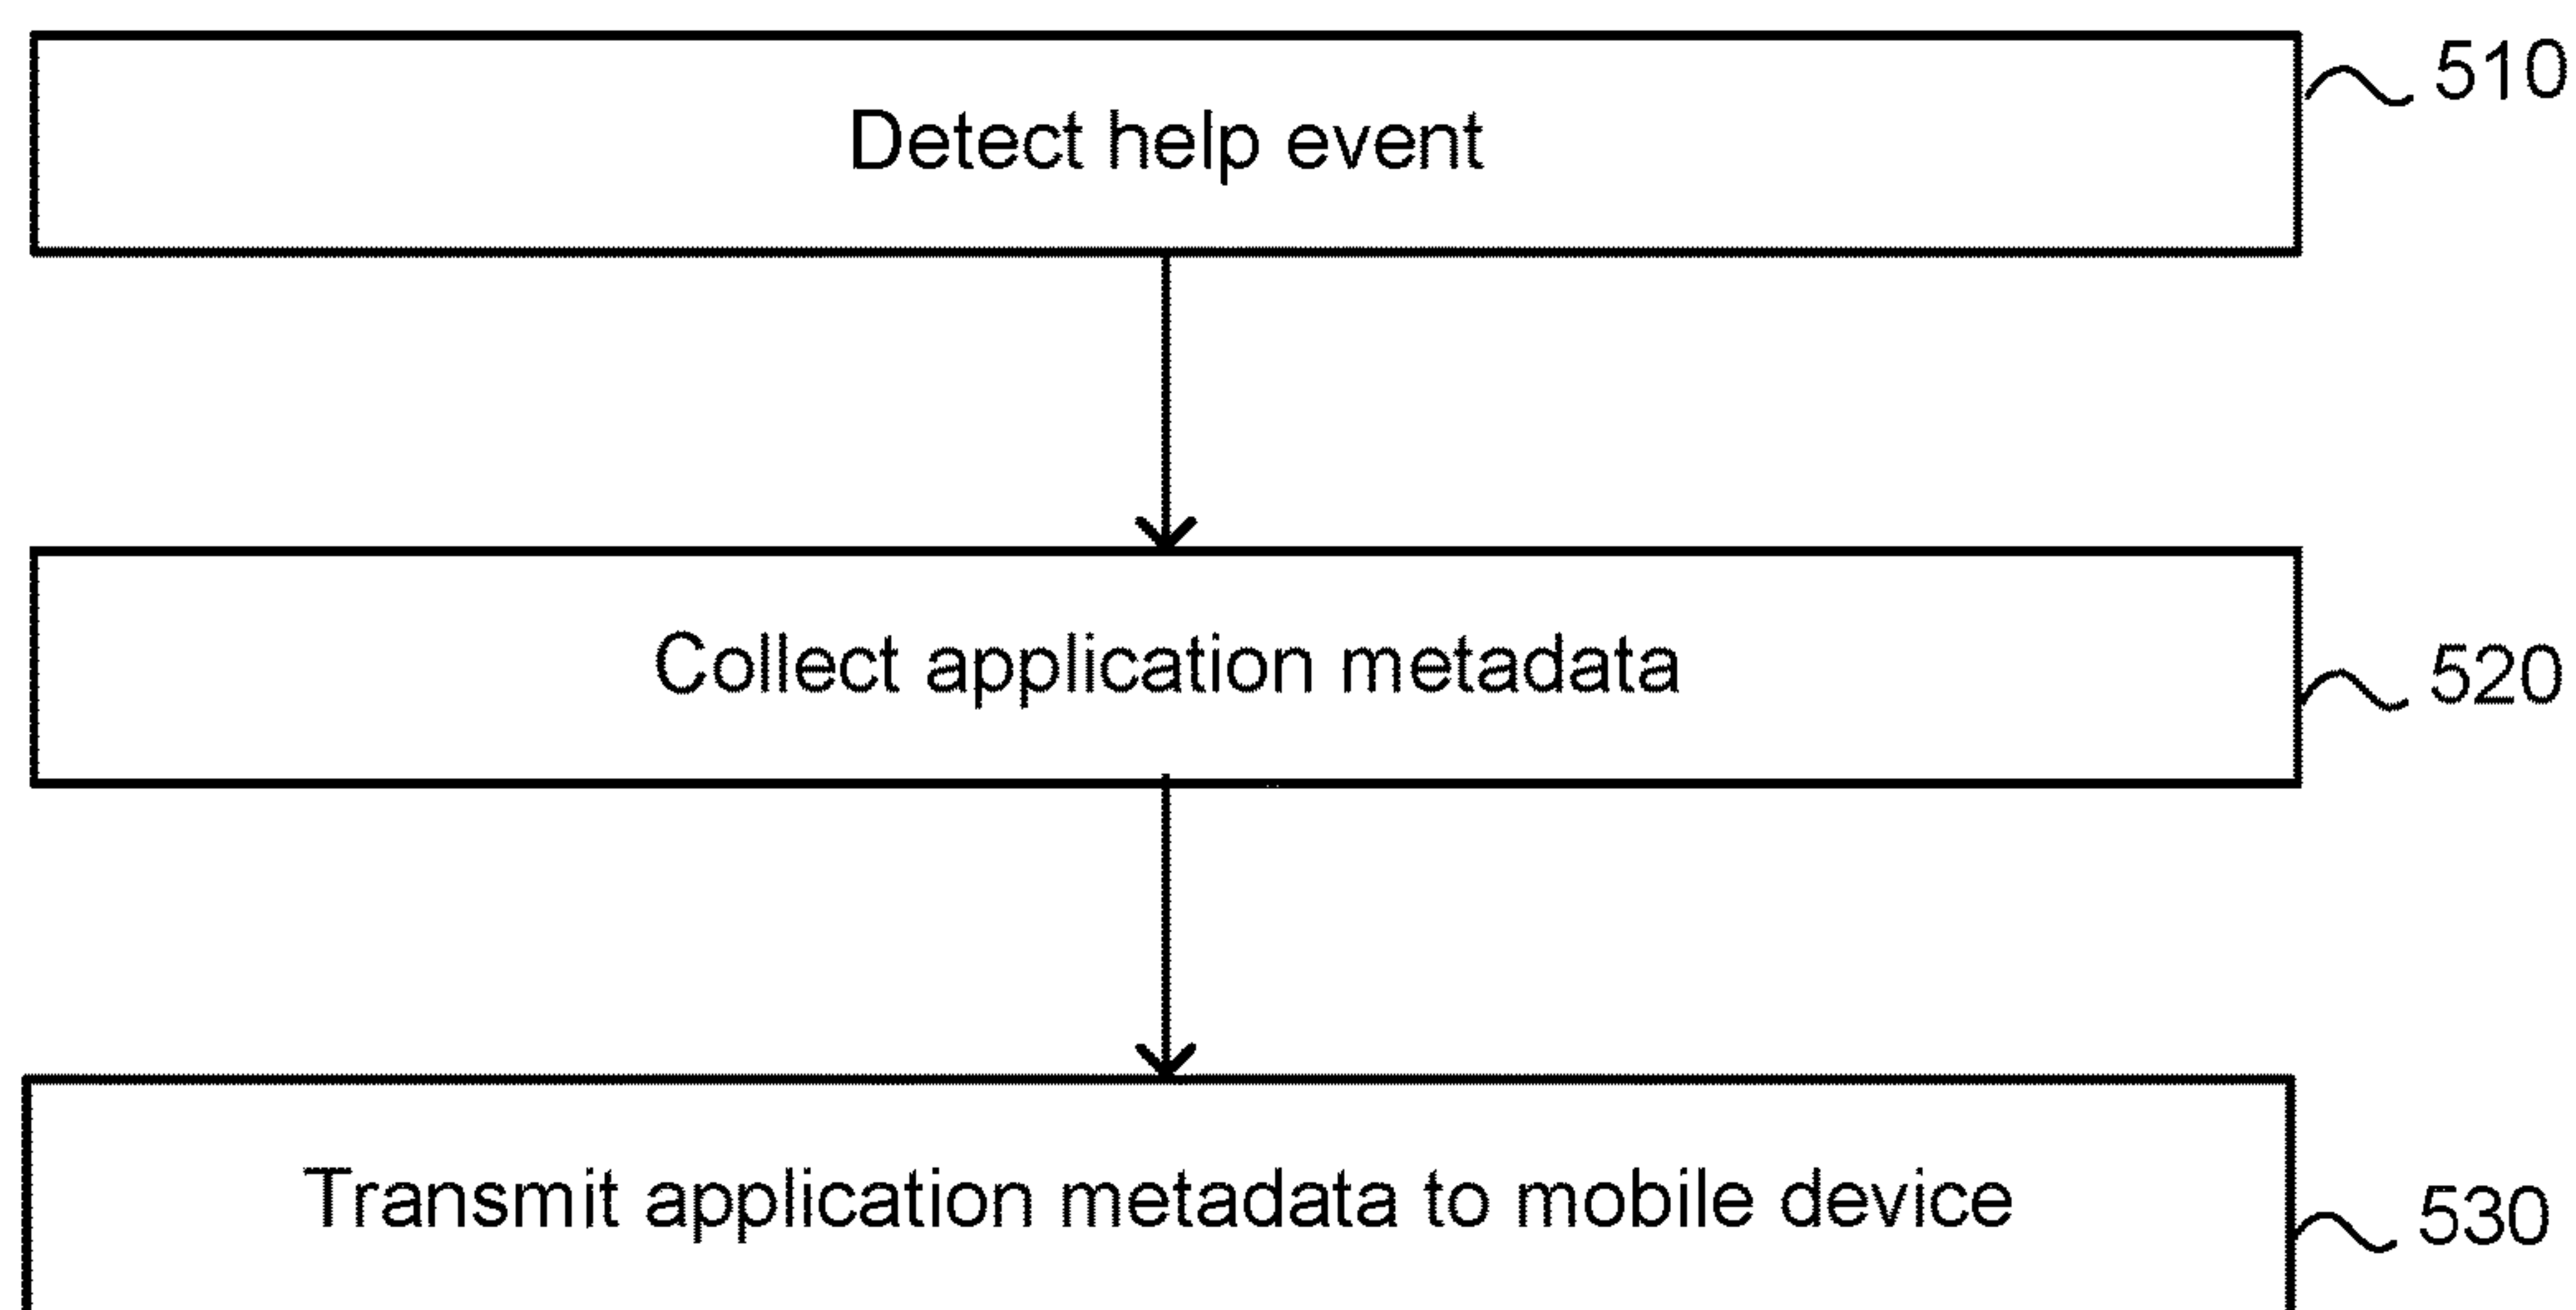 Detect help event
510
Collect application metadata
520
Transmit application metadata to mobile device
530